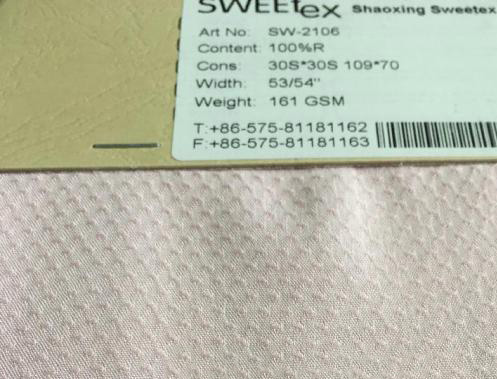 SWEEtex Shaoxing Sweetex
Art No: SW-2106
Content: 100%R
Cons: 30S*30S 109*70
Width: 53/54"
Weight: 161 GSM
T:+86-575-81181162
F:+86-575-81181163